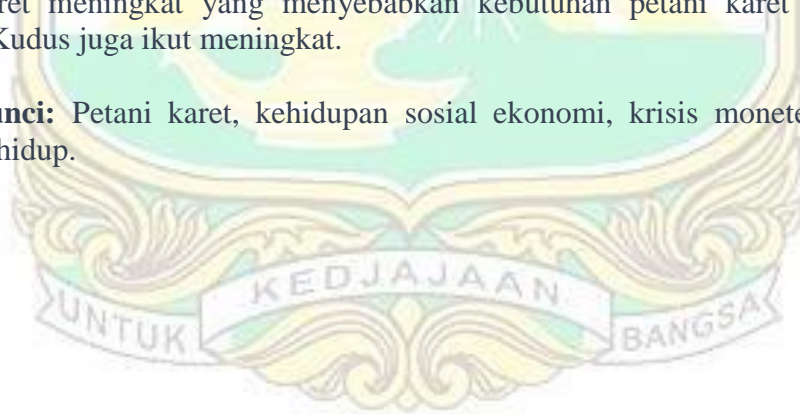 ret meningkat yang menyebabkan kebutuhan petani karet
Kudus juga ikut meningkat.
unci: Petani karet, kehidupan sosial ekonomi, krisis monete
hidup.
KEDJAJAAN
UNTUK BANGSA